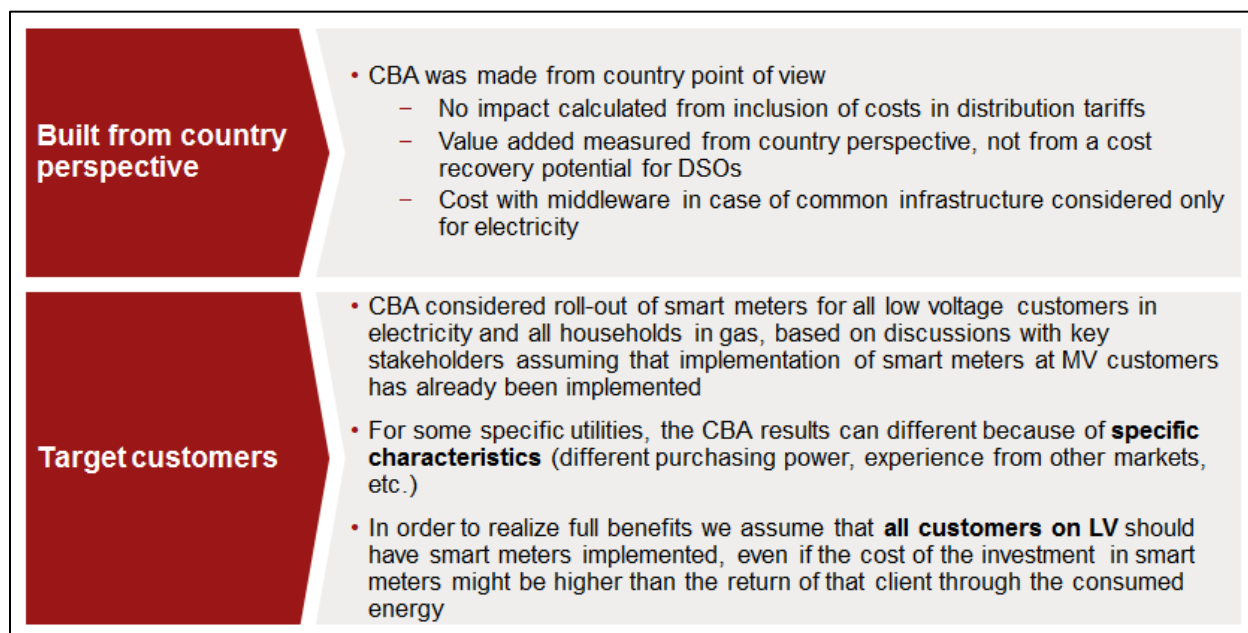 Built from country
perspective
• CBA was made from country point of view
– No impact calculated from inclusion of costs in distribution tariffs
– Value added measured from country perspective, not from a cost
recovery potential for DSOs
– Cost with middleware in case of common infrastructure considered only
for electricity
Target customers
• CBA considered roll-out of smart meters for all low voltage customers in
electricity and all households in gas, based on discussions with key
stakeholders assuming that implementation of smart meters at MV customers
has already been implemented
• For some specific utilities, the CBA results can different because of specific
characteristics (different purchasing power, experience from other markets,
etc.)
• In order to realize full benefits we assume that all customers on LV should
have smart meters implemented, even if the cost of the investment in smart
meters might be higher than the return of that client through the consumed
energy